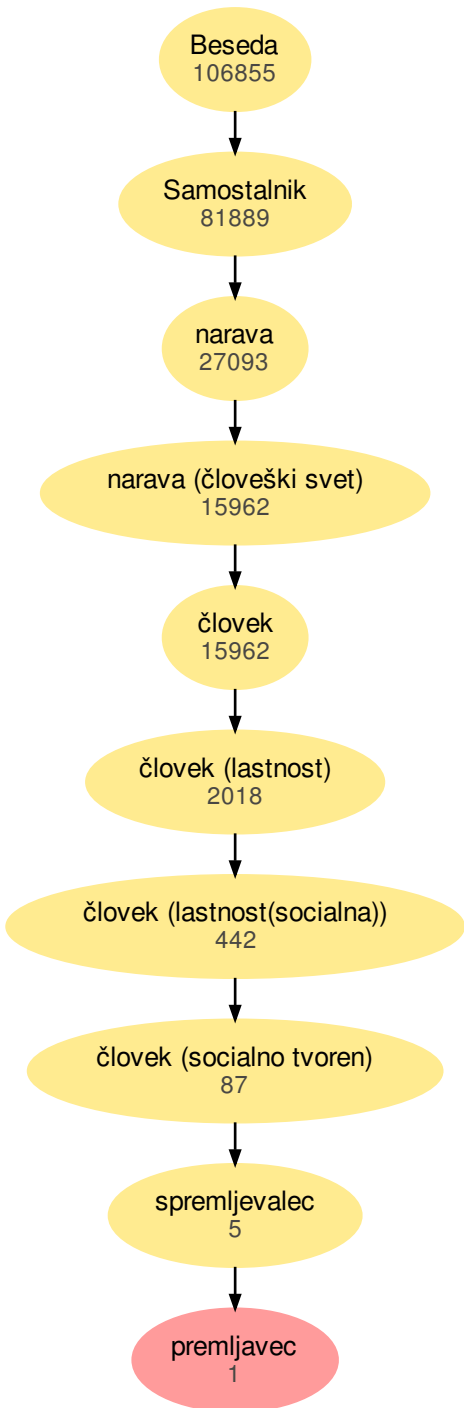 Beseda
106855
Samostalnik
81889
narava
27093
narava (človeški svet)
15962
človek
15962
človek (lastnost)
2018
človek (lastnost(socialna))
442
človek (socialno tvoren)
87
spremljevalec
5
premljavec
1